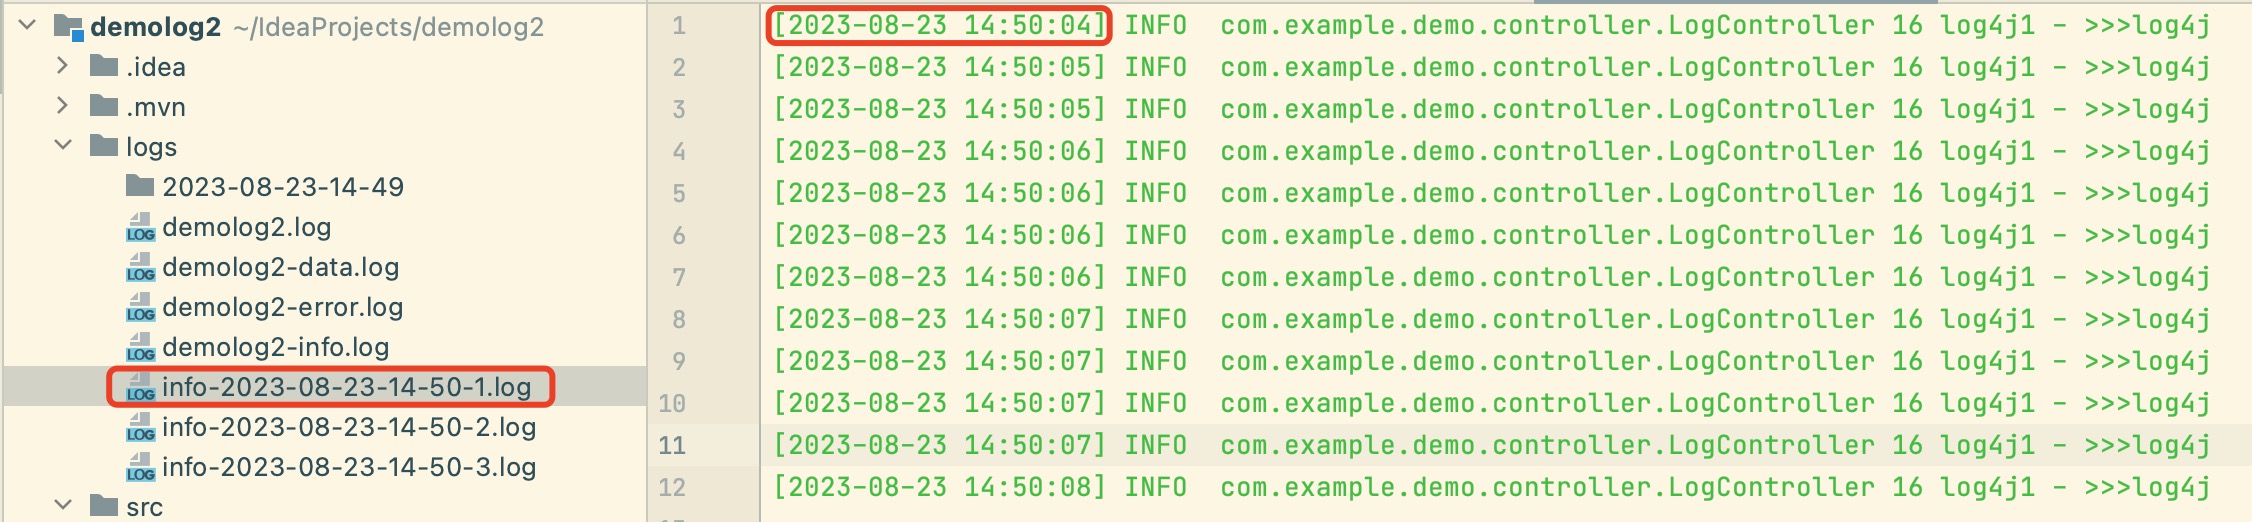 demolog2 ~/IdeaProjects/demolog2
.idea
.mvn
logs
2023-08-23-14-49
LOG demolog2.log
LOG demolog2-data.log
LOG demolog2-error.log
LOG demolog2-info.log
LOG info-2023-08-23-14-50-1.log
LOG info-2023-08-23-14-50-2.log
LOG info-2023-08-23-14-50-3.log
src
1 [2023-08-23 14:50:04] INFO  com.example.demo.controller.LogController 16 log4j1 - >>>log4j
2 [2023-08-23 14:50:05] INFO  com.example.demo.controller.LogController 16 log4j1 - >>>log4j
3 [2023-08-23 14:50:05] INFO  com.example.demo.controller.LogController 16 log4j1 - >>>log4j
4 [2023-08-23 14:50:06] INFO  com.example.demo.controller.LogController 16 log4j1 - >>>log4j
5 [2023-08-23 14:50:06] INFO  com.example.demo.controller.LogController 16 log4j1 - >>>log4j
6 [2023-08-23 14:50:06] INFO  com.example.demo.controller.LogController 16 log4j1 - >>>log4j
7 [2023-08-23 14:50:06] INFO  com.example.demo.controller.LogController 16 log4j1 - >>>log4j
8 [2023-08-23 14:50:07] INFO  com.example.demo.controller.LogController 16 log4j1 - >>>log4j
9 [2023-08-23 14:50:07] INFO  com.example.demo.controller.LogController 16 log4j1 - >>>log4j
10 [2023-08-23 14:50:07] INFO  com.example.demo.controller.LogController 16 log4j1 - >>>log4j
11 [2023-08-23 14:50:07] INFO  com.example.demo.controller.LogController 16 log4j1 - >>>log4j
12 [2023-08-23 14:50:08] INFO  com.example.demo.controller.LogController 16 log4j1 - >>>log4j